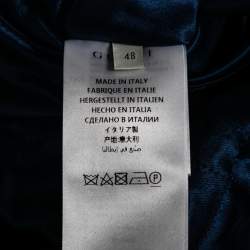 48
MADE IN ITALY
FABRIQUE EN ITALIE
HERGESTELLT IN ITALIEN
HECHO EN ITALIA
СДЕЛАНО В ИТАЛИИ
イタリア製
产地:意大利
صنع في إيطاليا